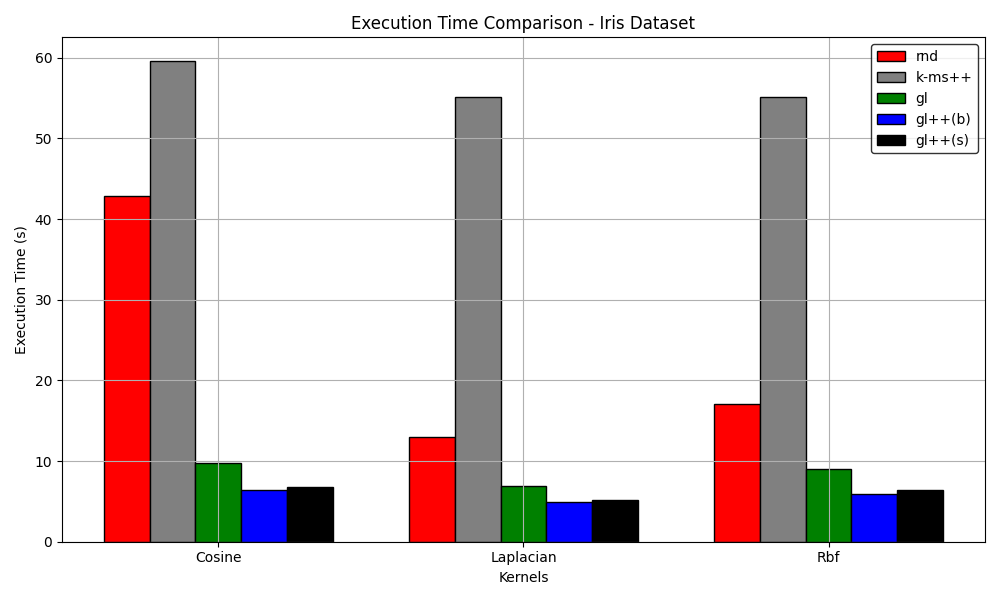 Execution Time Comparison - Iris Dataset
Execution Time (s)
60
50
40
30
20
10
0
rnd
k-ms++
gl
gl++(b)
gl++(s)
Cosine
Laplacian
Rbf
Kernels